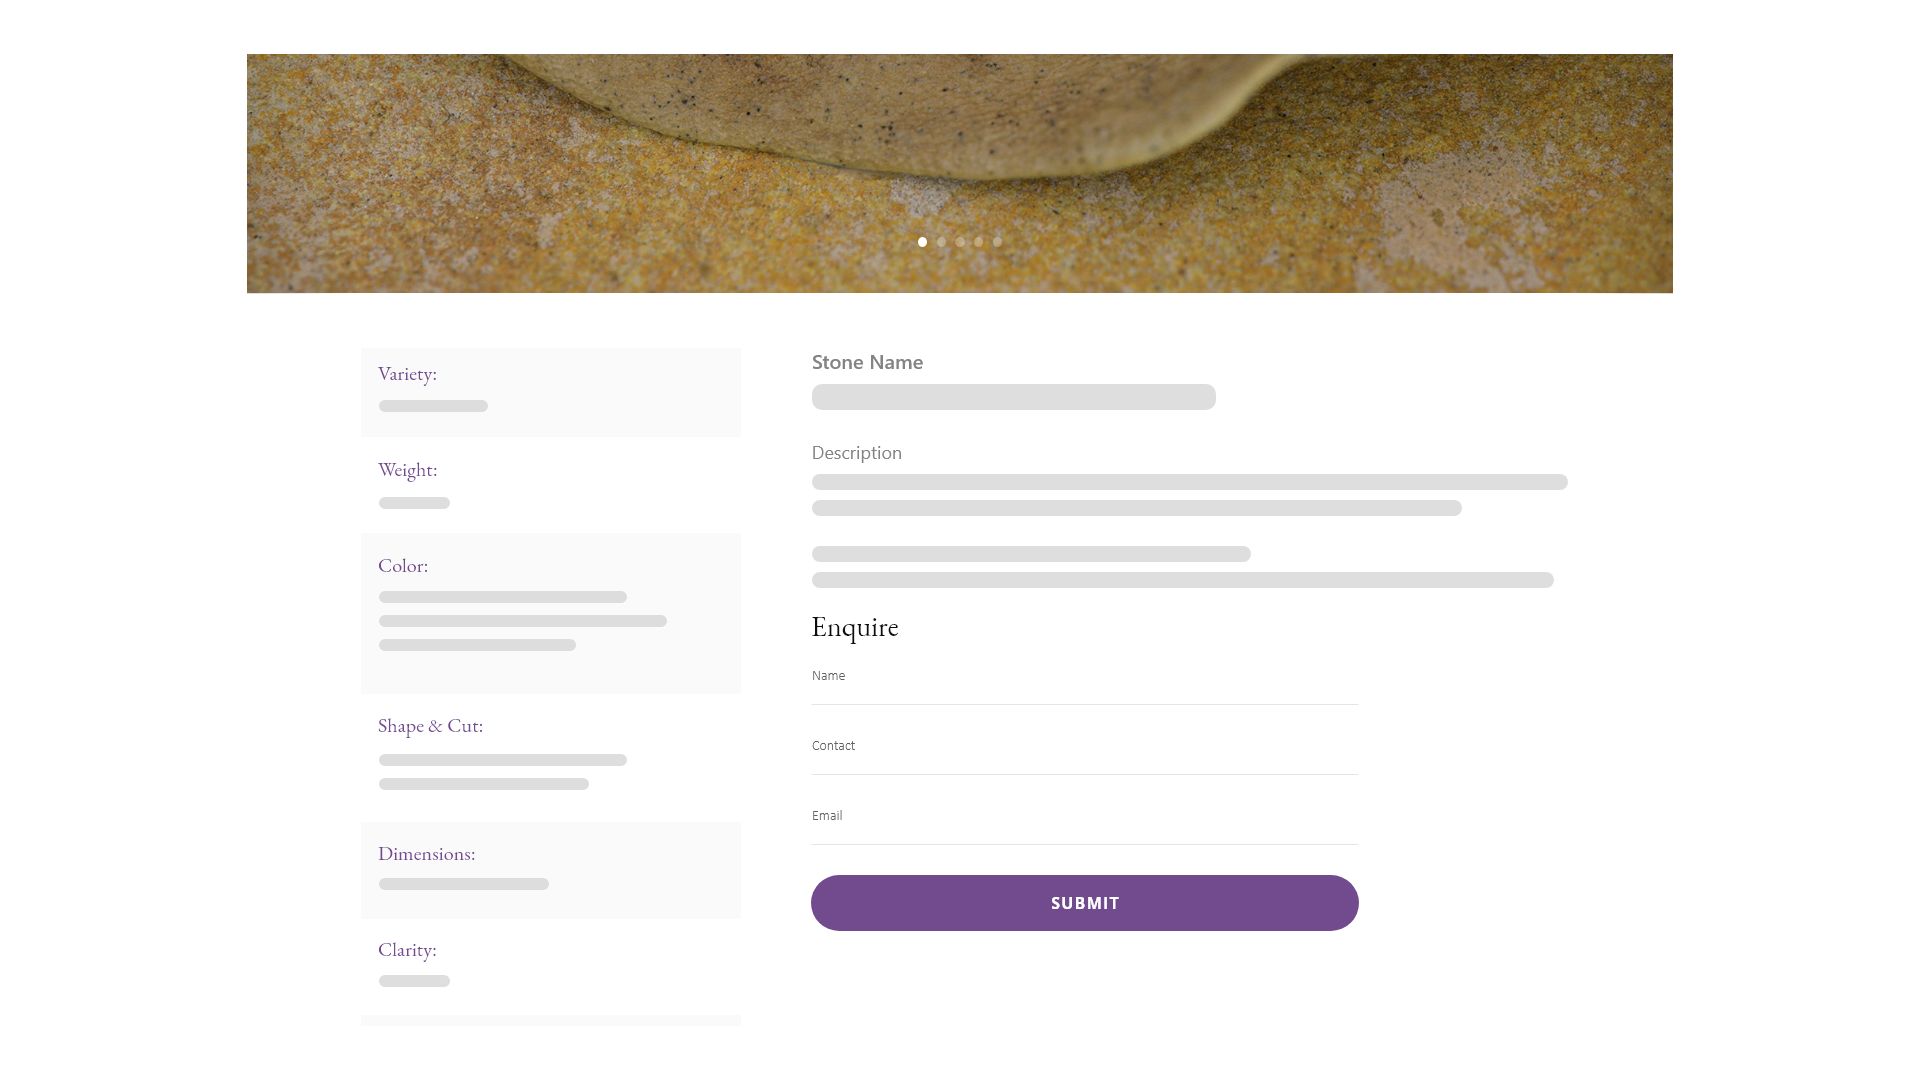 Variety:
Weight:
Color:
Shape & Cut:
Dimensions:
Clarity:
Stone Name
Description
Enquire
Name
Contact
Email
SUBMIT